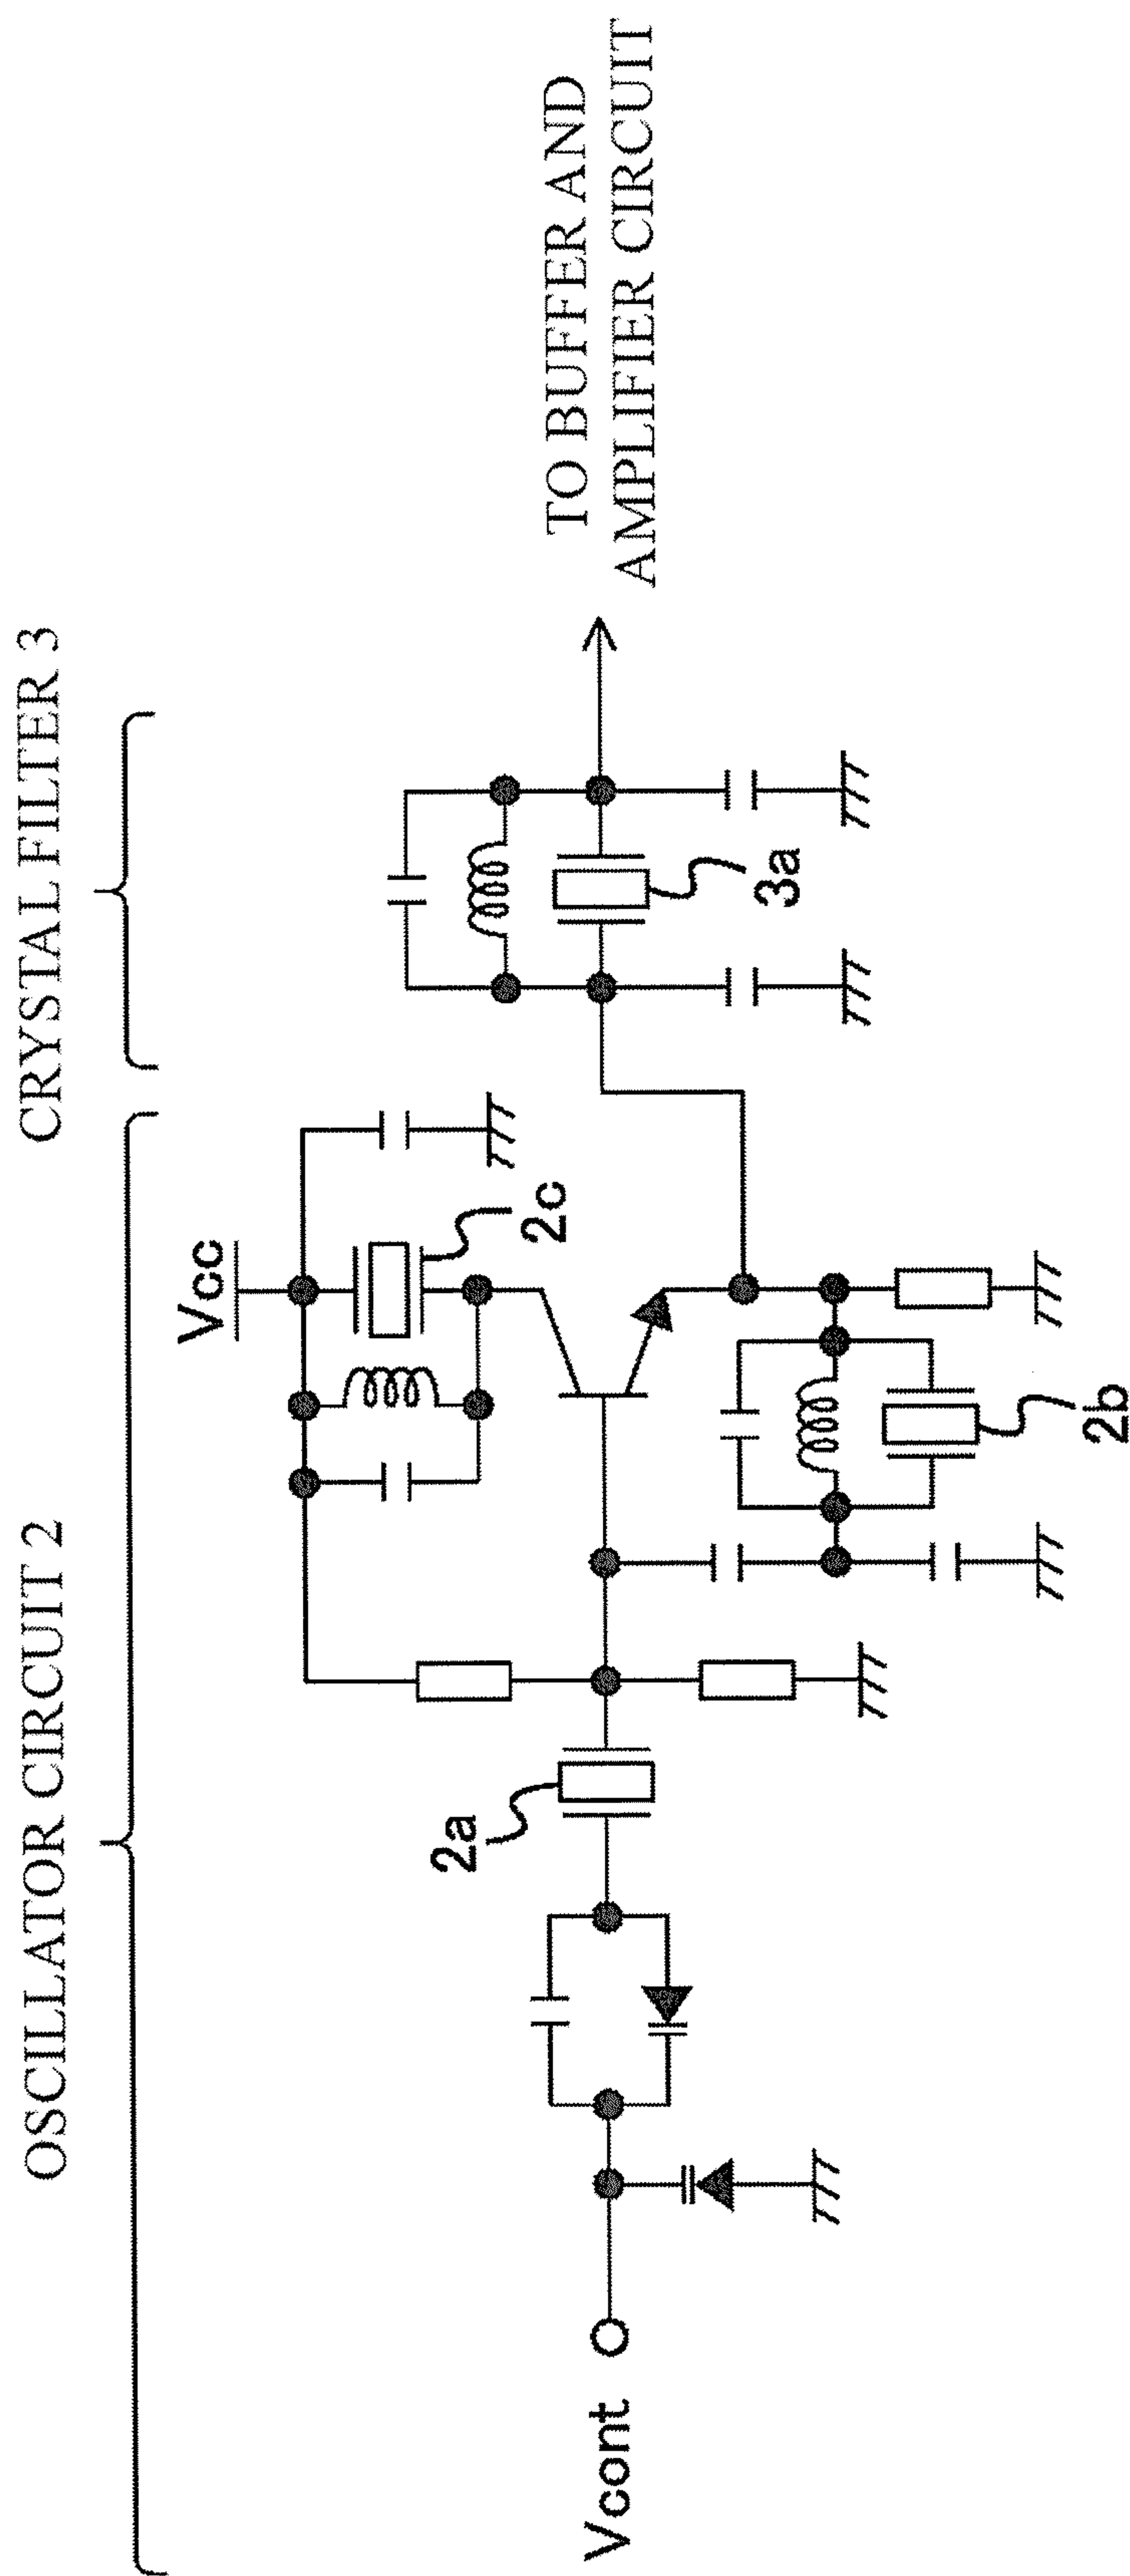 OSCILLATOR CIRCUIT 2
CRYSTAL FILTER 3
Vcc
2c
2a
3a
2b
Vcont
TO BUFFER AND
AMPLIFIER CIRCUIT